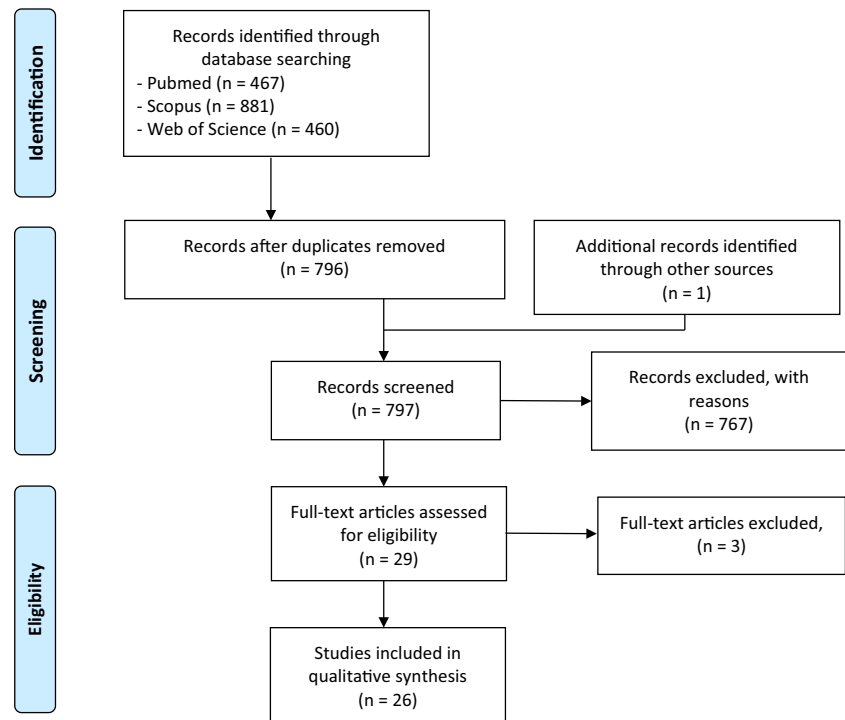 Identification
Records identified through
database searching
- Pubmed (n = 467)
- Scopus (n = 881)
- Web of Science (n = 460)
Screening
Records after duplicates removed
(n = 796)
Additional records identified
through other sources
(n = 1)
Records screened
(n = 797)
Records excluded, with
reasons
(n = 767)
Eligibility
Full-text articles assessed
for eligibility
(n = 29)
Full-text articles excluded,
(n = 3)
Studies included in
qualitative synthesis
(n = 26)